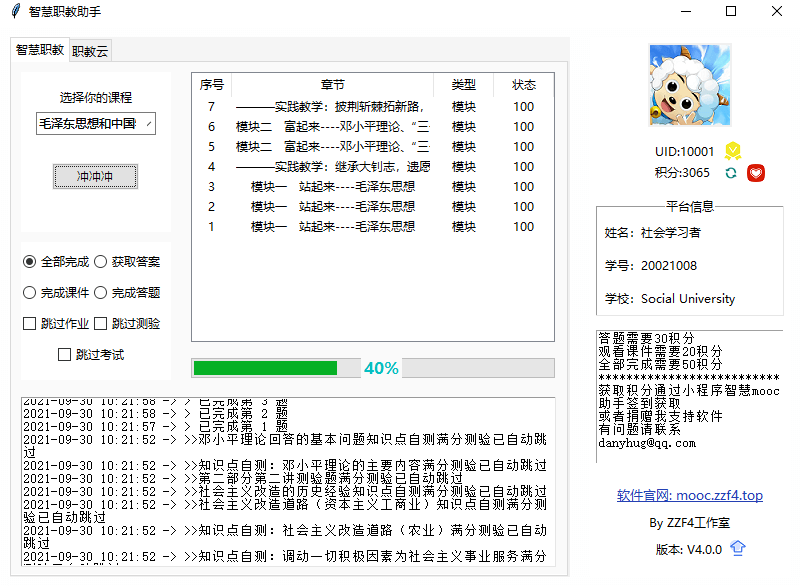 智慧职教助手
智慧职教 职教云
选择你的课程
毛泽东思想和中国
冲冲冲
全部完成 获取答案
完成课件 完成答题
跳过作业 跳过测验
跳过考试
序号 章节 类型 状态
7 ———实践教学：披荆斩棘拓新路， 模块 100
6 模块二 富起来----邓小平理论、“三 模块 100
5 模块二 富起来----邓小平理论、“三 模块 100
4 ———实践教学：继承大钊志，遗愿 模块 100
3 模块一 站起来----毛泽东思想 模块 100
2 模块一 站起来----毛泽东思想 模块 100
1 模块一 站起来----毛泽东思想 模块 100
40%
2021-09-30 10:21:58 -> > 已完成第 3 题
2021-09-30 10:21:58 -> > 已完成第 2 题
2021-09-30 10:21:57 -> > 已完成第 1 题
2021-09-30 10:21:52 -> >>邓小平理论回答的基本问题知识点自测满分测验已自动跳
过
2021-09-30 10:21:52 -> >>知识点自测：邓小平理论的主要内容满分测验已自动跳过
2021-09-30 10:21:52 -> >>第二部分第二讲测验题满分测验已自动跳过
2021-09-30 10:21:52 -> >>社会主义改造的历史经验知识点自测满分测验已自动跳过
2021-09-30 10:21:52 -> >>社会主义改造道路（资本主义工商业）知识点自测满分测
验已自动跳过
2021-09-30 10:21:52 -> >>知识点自测：社会主义改造道路（农业）满分测验已自动
跳过
2021-09-30 10:21:52 -> >>知识点自测：调动一切积极因素为社会主义事业服务满分
UID:10001
积分:3065
平台信息
姓名：社会学习者
学号：20021008
学校：Social University
答题需要30积分
观看课件需要20积分
全部完成需要50积分
****************************
获取积分通过小程序智慧mooc
助手签到获取
或者捐赠我支持软件
有问题请联系
danyhug@qq.com
软件官网: mooc.zzf4.top
By ZZF4工作室
版本: V4.0.0